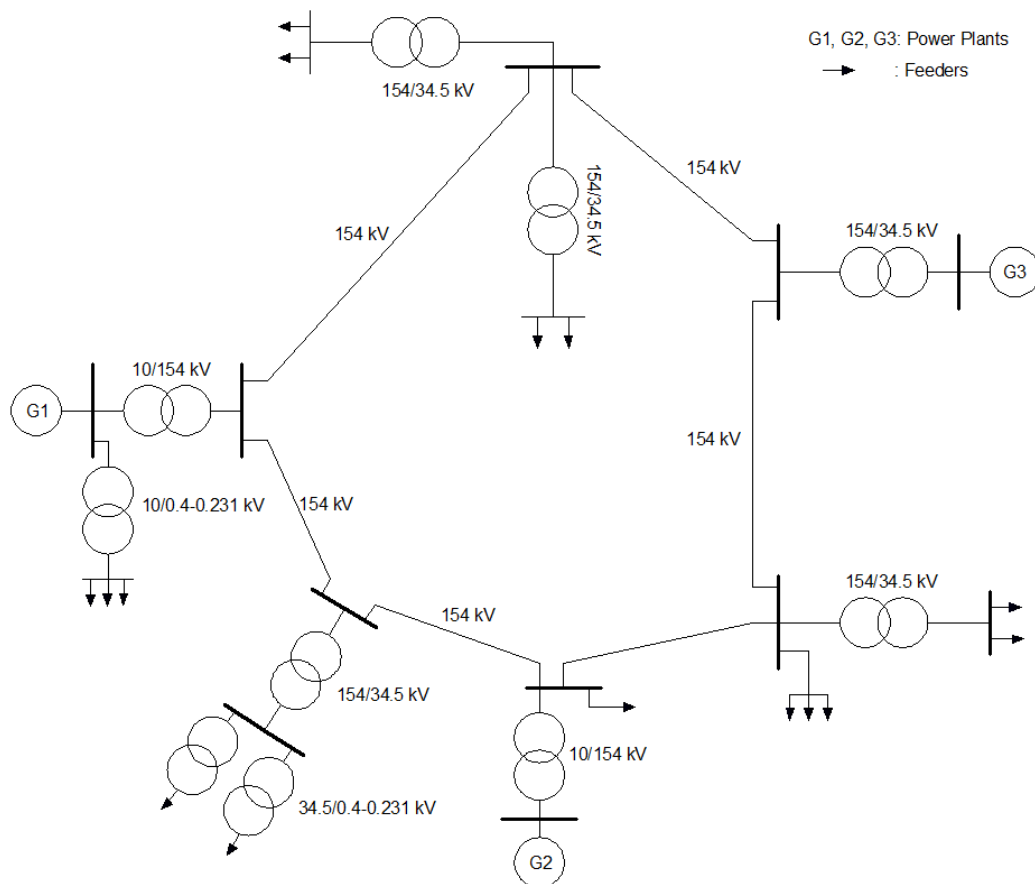 G1, G2, G3: Power Plants
: Feeders
154/34.5 kV
154 kV
154/34.5 kV
154 kV
154/34.5 kV
G3
10/154 kV
G1
154 kV
10/0.4-0.231 kV
154 kV
154/34.5 kV
154 kV
154/34.5 kV
10/154 kV
34.5/0.4-0.231 kV
G2